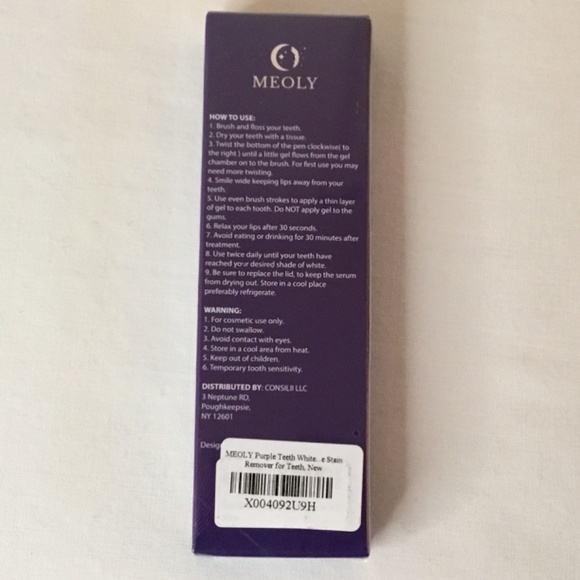 MEOLY
HOW TO USE:
1. Brush and floss your teeth.
2. Dry your teeth with a tissue.
3. Twist the bottom of the pen clockwise( to
the right ) until a little gel flows from the gel
chamber on to the brush. For first use you may
need more twisting.
4. Smile wide keeping lips away from your
teeth.
5. Use even brush strokes to apply a thin layer
of gel to each tooth. Do NOT apply gel to the
gums.
6. Relax your lips after 30 seconds.
7. Avoid eating or drinking for 30 minutes after
treatment.
8. Use twice daily until your teeth have
reached your desired shade of white.
9. Be sure to replace the lid, to keep the serum
from drying out. Store in a cool place
preferably refrigerate.
WARNING:
1. For cosmetic use only.
2. Do not swallow.
3. Avoid contact with eyes.
4. Store in a cool area from heat.
5. Keep out of children.
6. Temporary tooth sensitivity.
DISTRIBUTED BY: CONSILII LLC
3 Neptune RD,
Poughkeepsie,
NY 12601
MEOLY Purple Teeth White...e Stain
Remover for Teeth, New
X004092U9H